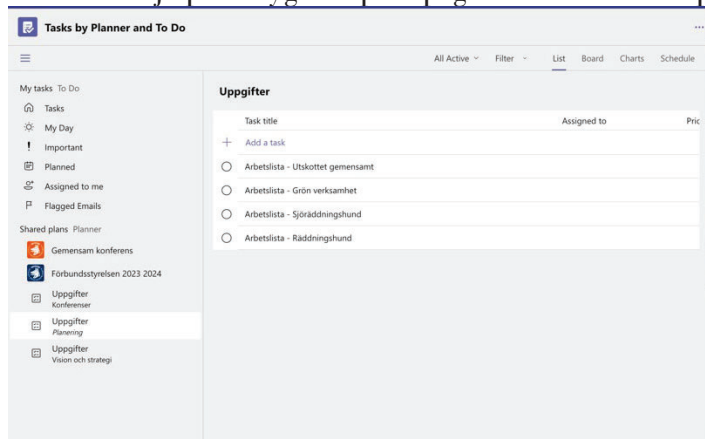 Tasks by Planner and To Do
All Active Filter List Board Charts Schedule
My tasks To Do
Tasks
My Day
Important
Planned
Assigned to me
Flagged Emails
Shared plans Planner
Gemensam konferens
Förbundsstyrelsen 2023 2024
Uppgifter
Konferenser
Uppgifter
Planering
Uppgifter
Vision och strategi
Uppgifter
Task title Assigned to Pric
Add a task
Arbetslista - Utskottet gemensamt
Arbetslista - Grön verksamhet
Arbetslista - Sjöräddningshund
Arbetslista - Räddningshund